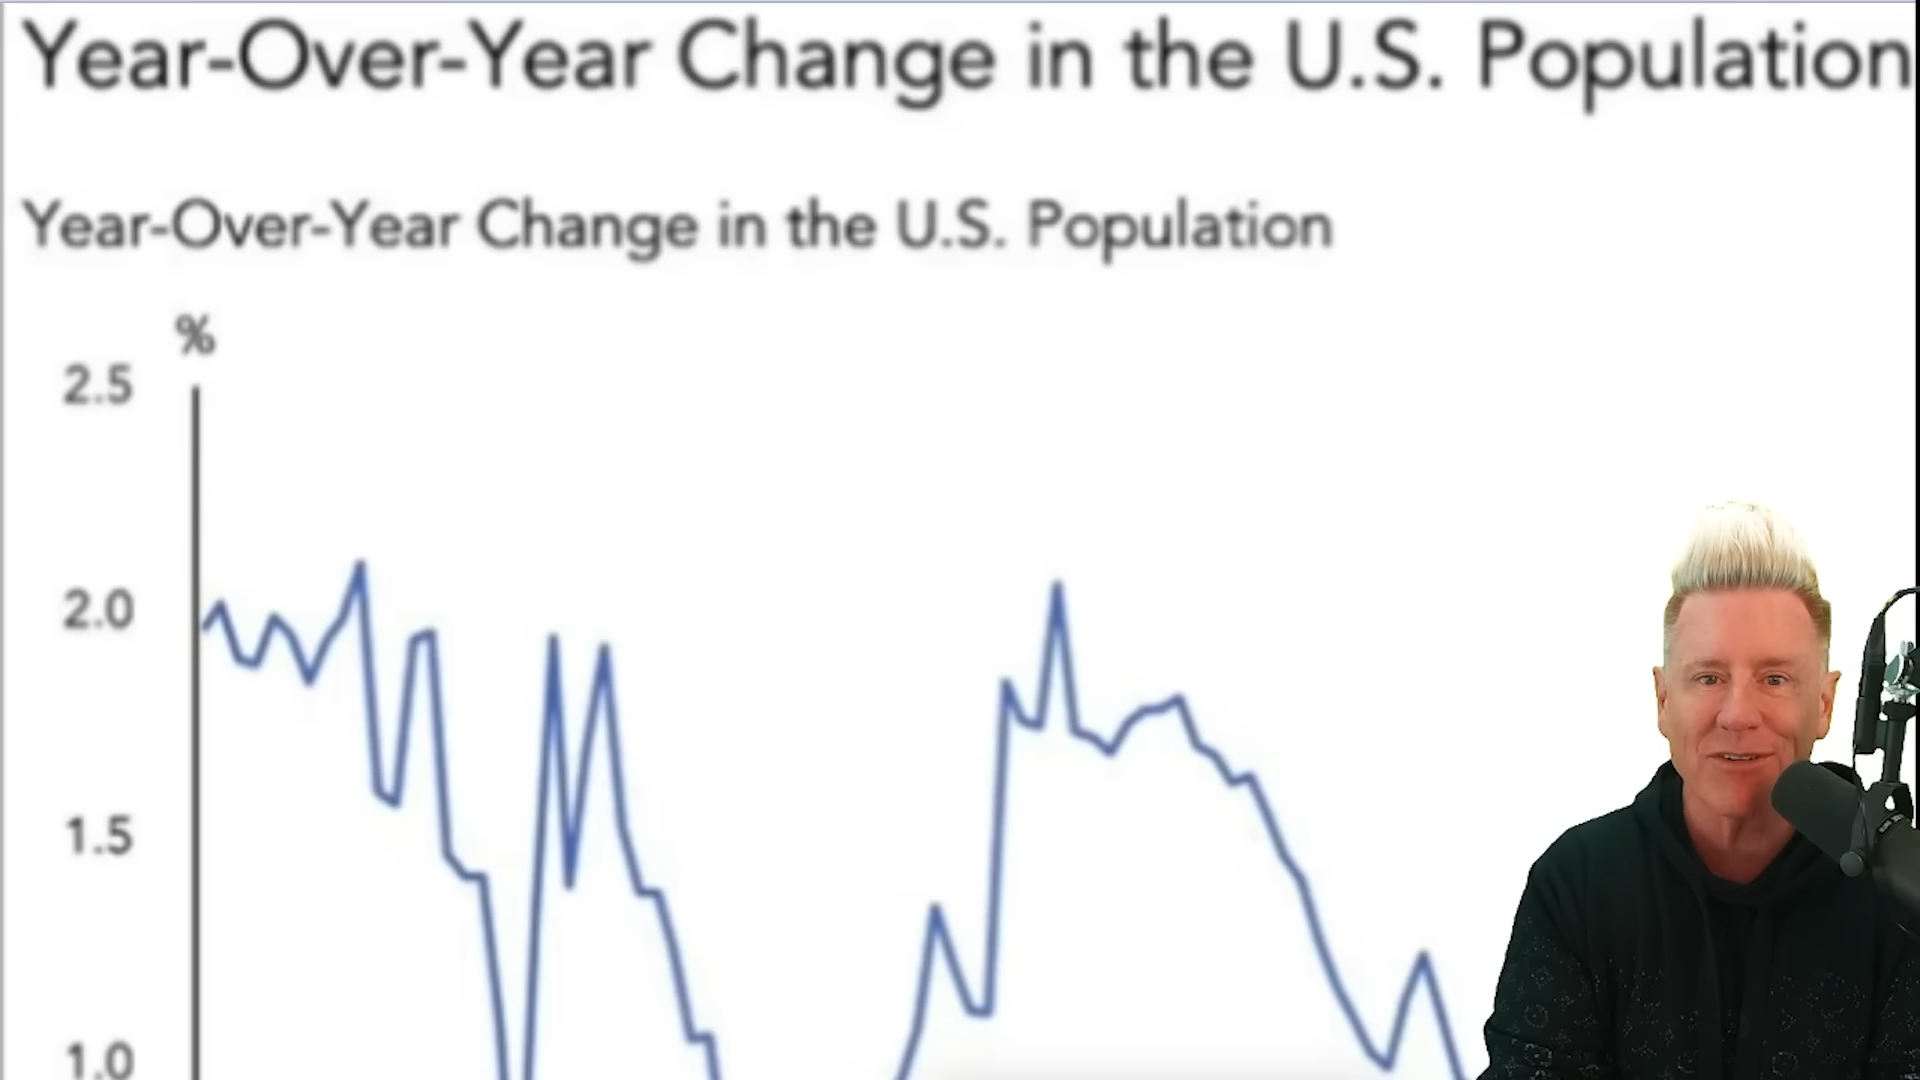 Year-Over-Year Change in the U.S. Population
Year-Over-Year Change in the U.S. Population
%
2.5
2.0
1.5
1.0